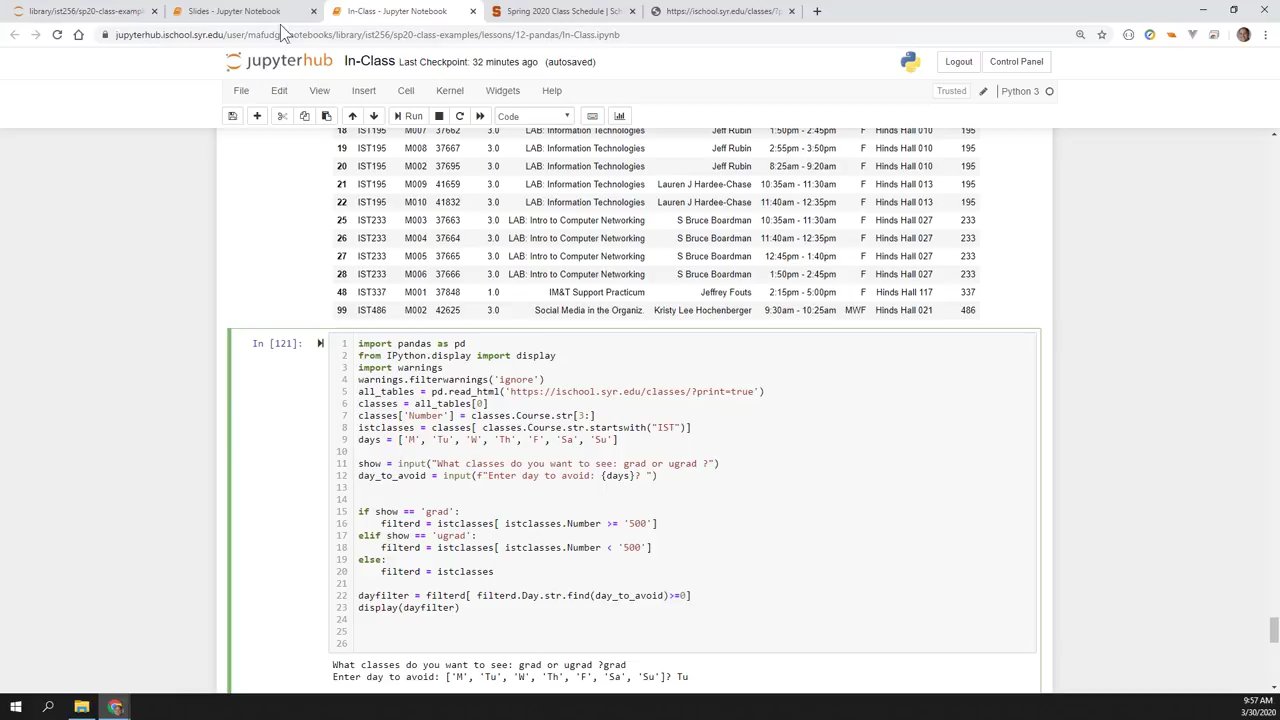 library/ist256/sp20-class-examp
Slides - Jupyter Notebook
In-Class - Jupyter Notebook
Spring 2020 Class Schedule | Sch
https://ischool.syr.edu/classes/?p
jupyterhub.ischool.syr.edu/user/mafudg notebooks/library/ist256/sp20-class-examples/lessons/12-pandas/In-Class.ipynb
jupyterhub In-Class Last Checkpoint: 32 minutes ago (autosaved) Logout Control Panel
File Edit View Insert Cell Kernel Widgets Help Trusted Python 3
Run Code
18 IST195 M007 37662 3.0 LAB: Information Technologies Jeff Rubin 1:50pm - 2:45pm F Hinds Hall 010 195
19 IST195 M008 37667 3.0 LAB: Information Technologies Jeff Rubin 2:55pm - 3:50pm F Hinds Hall 010 195
20 IST195 M002 37695 3.0 LAB: Information Technologies Jeff Rubin 8:25am - 9:20am F Hinds Hall 010 195
21 IST195 M009 41659 3.0 LAB: Information Technologies Lauren J Hardee-Chase 10:35am - 11:30am F Hinds Hall 013 195
22 IST195 M010 41832 3.0 LAB: Information Technologies Lauren J Hardee-Chase 11:40am - 12:35pm F Hinds Hall 013 195
25 IST233 M003 37663 3.0 LAB: Intro to Computer Networking S Bruce Boardman 10:35am - 11:30am F Hinds Hall 027 233
26 IST233 M004 37664 3.0 LAB: Intro to Computer Networking S Bruce Boardman 11:40am - 12:35pm F Hinds Hall 027 233
27 IST233 M005 37665 3.0 LAB: Intro to Computer Networking S Bruce Boardman 12:45pm - 1:40pm F Hinds Hall 027 233
28 IST233 M006 37666 3.0 LAB: Intro to Computer Networking S Bruce Boardman 1:50pm - 2:45pm F Hinds Hall 027 233
48 IST337 M001 37848 1.0 IM&T Support Practicum Jeffrey Fouts 2:15pm - 5:00pm F Hinds Hall 117 337
99 IST486 M002 42625 3.0 Social Media in the Organiz. Kristy Lee Hochenberger 9:30am - 10:25am MWF Hinds Hall 021 486
In [121]:
1 import pandas as pd
2 from IPython.display import display
3 import warnings
4 warnings.filterwarnings('ignore')
5 all_tables = pd.read_html('https://ischool.syr.edu/classes/?print=true')
6 classes = all_tables[0]
7 classes['Number'] = classes.Course.str[3:]
8 istclasses = classes[ classes.Course.str.startswith("IST")]
9 days = ['M', 'Tu', 'W', 'Th', 'F', 'Sa', 'Su']
10
11 show = input("What classes do you want to see: grad or ugrad ?")
12 day_to_avoid = input(f"Enter day to avoid: {days}? ")
13
14
15 if show == 'grad':
16 filterd = istclasses[ istclasses.Number >= '500']
17 elif show == 'ugrad':
18 filterd = istclasses[ istclasses.Number < '500']
19 else:
20 filterd = istclasses
21
22 dayfilter = filterd[ filterd.Day.str.find(day_to_avoid)>=0]
23 display(dayfilter)
24
25
26
What classes do you want to see: grad or ugrad ?grad
Enter day to avoid: ['M', 'Tu', 'W', 'Th', 'F', 'Sa', 'Su']? Tu
9:57 AM
3/30/2020